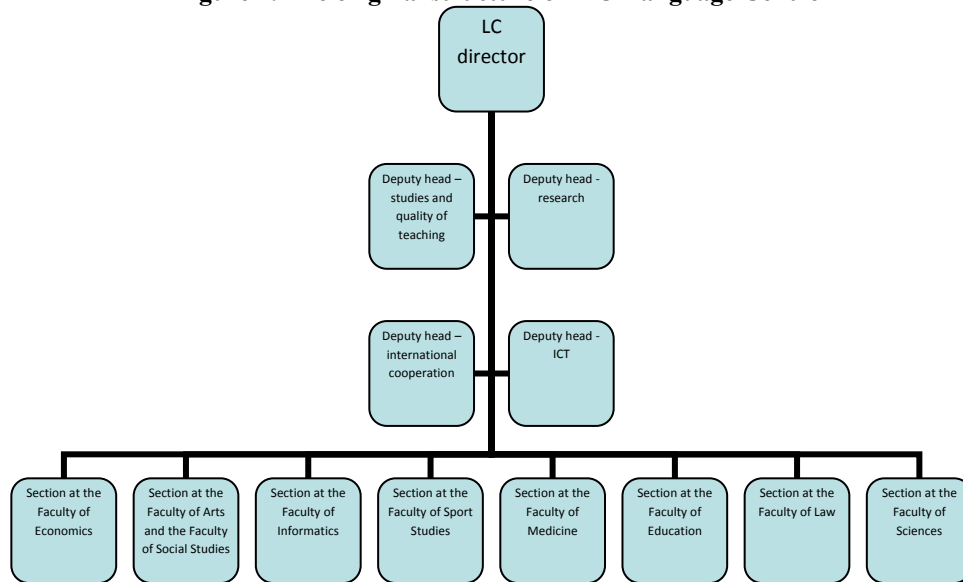 LC
director
Deputy head –
studies and
quality of
teaching
Deputy head -
research
Deputy head –
international
cooperation
Deputy head -
ICT
Section at the
Faculty of
Economics
Section at the
Faculty of Arts
and the Faculty
of Social Studies
Section at the
Faculty of
Informatics
Section at the
Faculty of Sport
Studies
Section at the
Faculty of
Medicine
Section at the
Faculty of
Education
Section at the
Faculty of Law
Section at the
Faculty of
Sciences